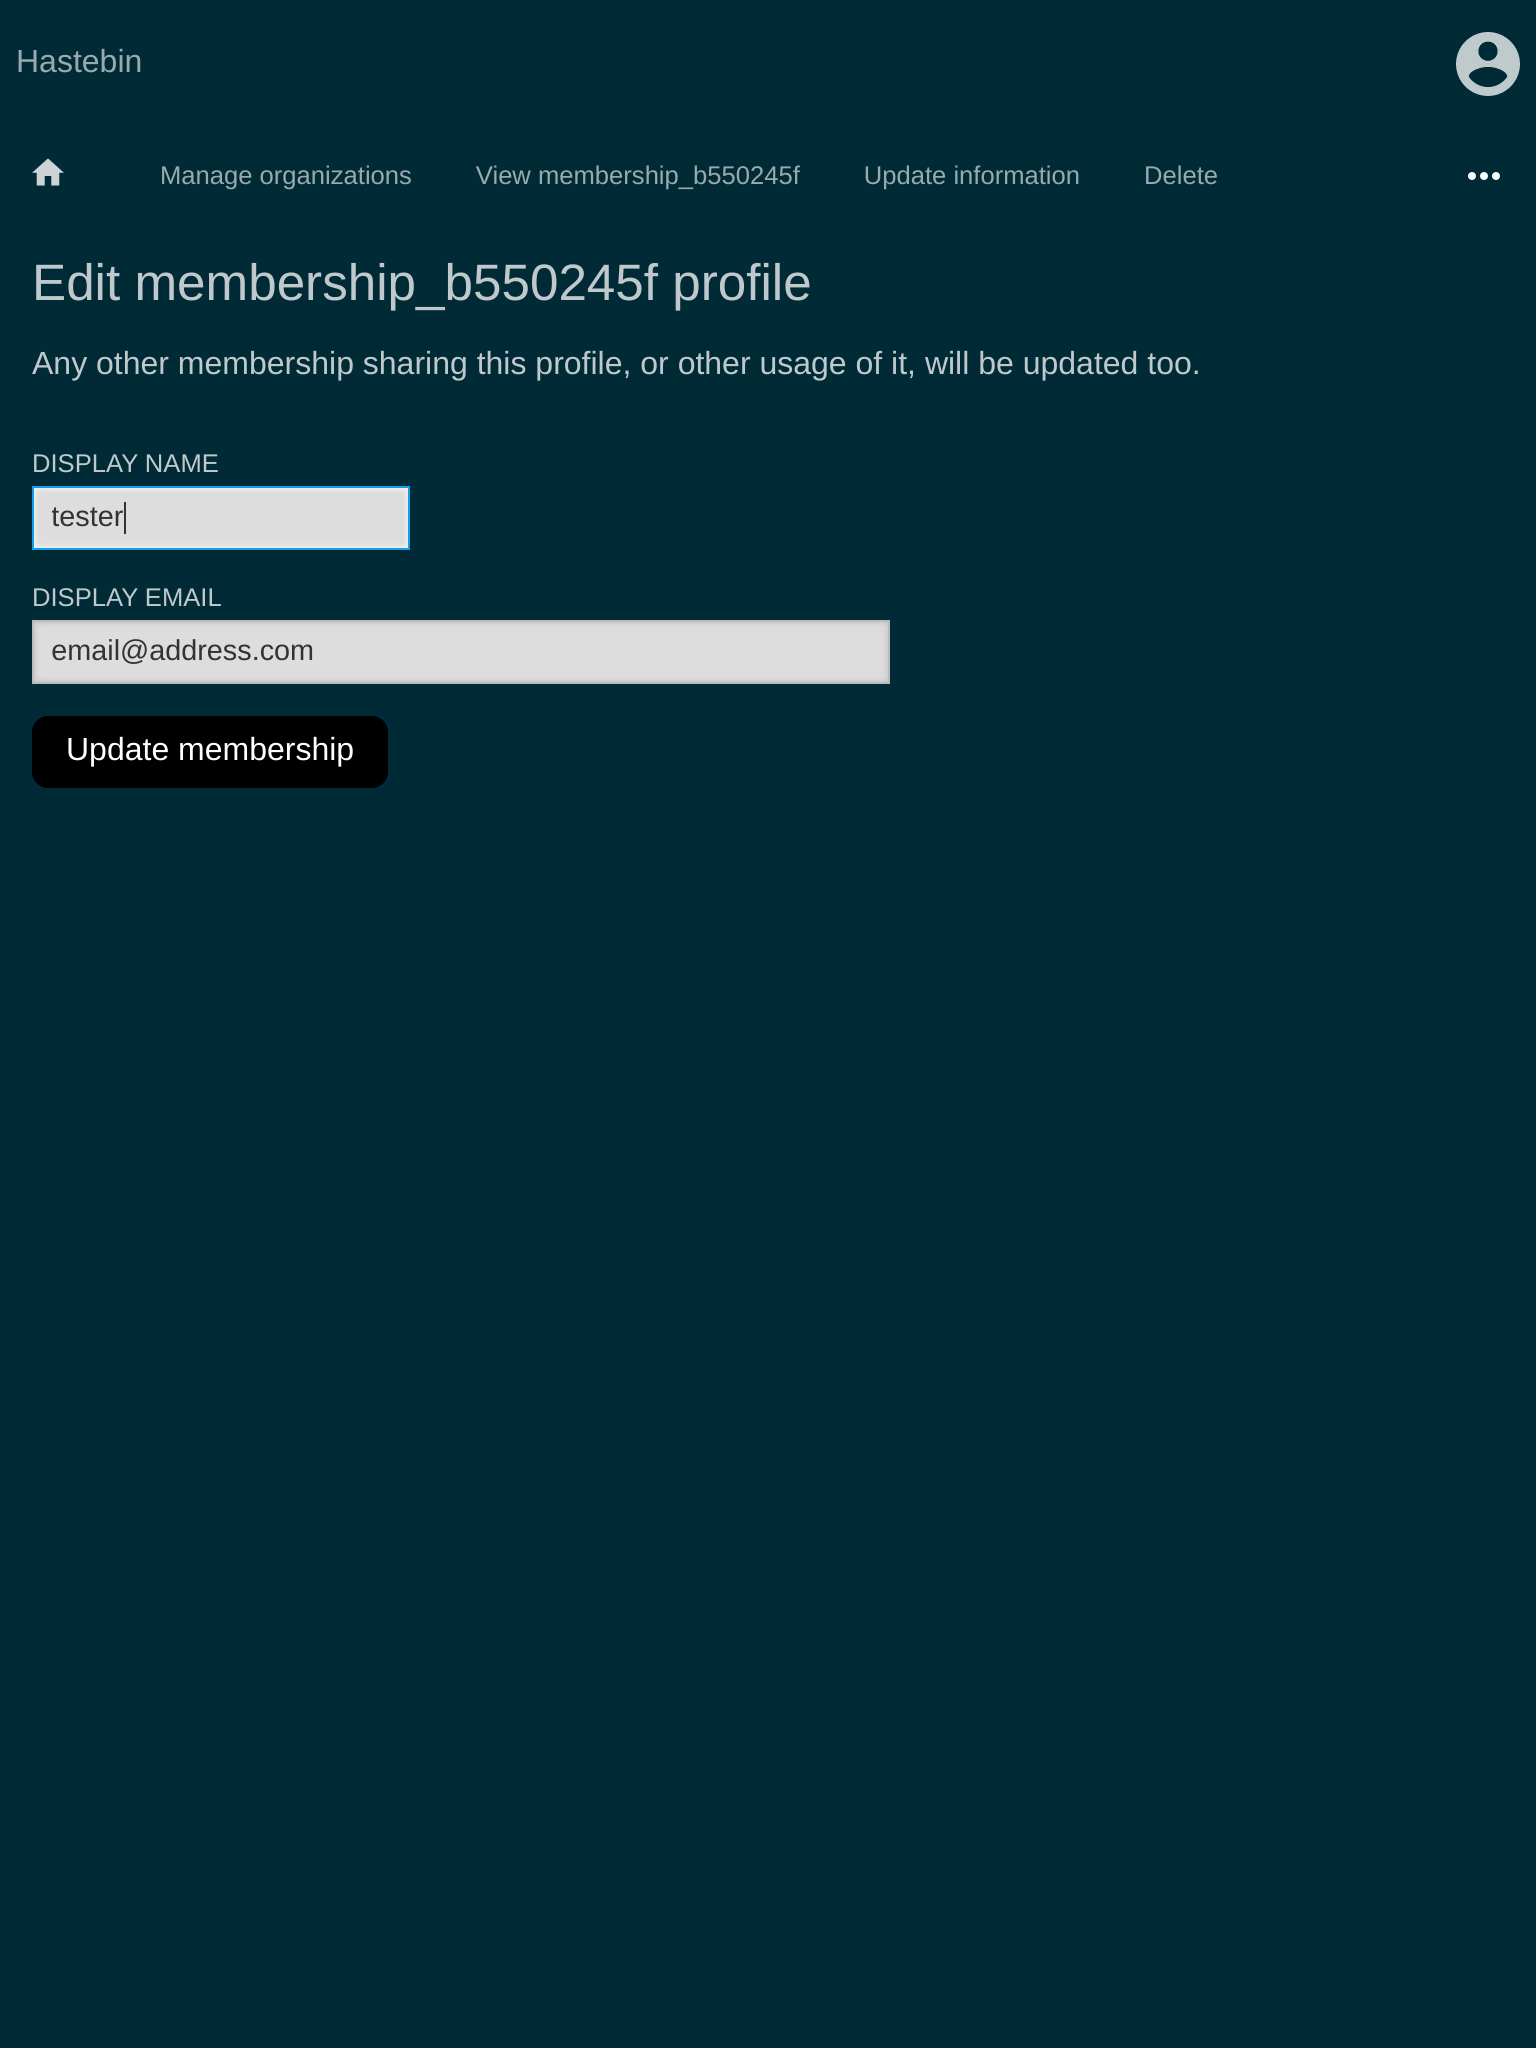 Hastebin
Manage organizations View membership_b550245f Update information Delete
Edit membership_b550245f profile
Any other membership sharing this profile, or other usage of it, will be updated too.
DISPLAY NAME
tester
DISPLAY EMAIL
email@address.com
Update membership